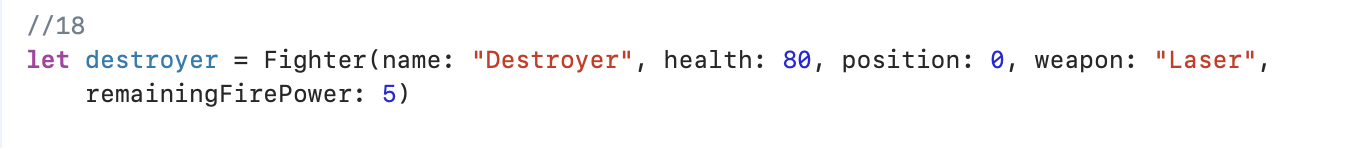 //18
let destroyer = Fighter(name: "Destroyer", health: 80, position: 0, weapon: "Laser",
    remainingFirePower: 5)